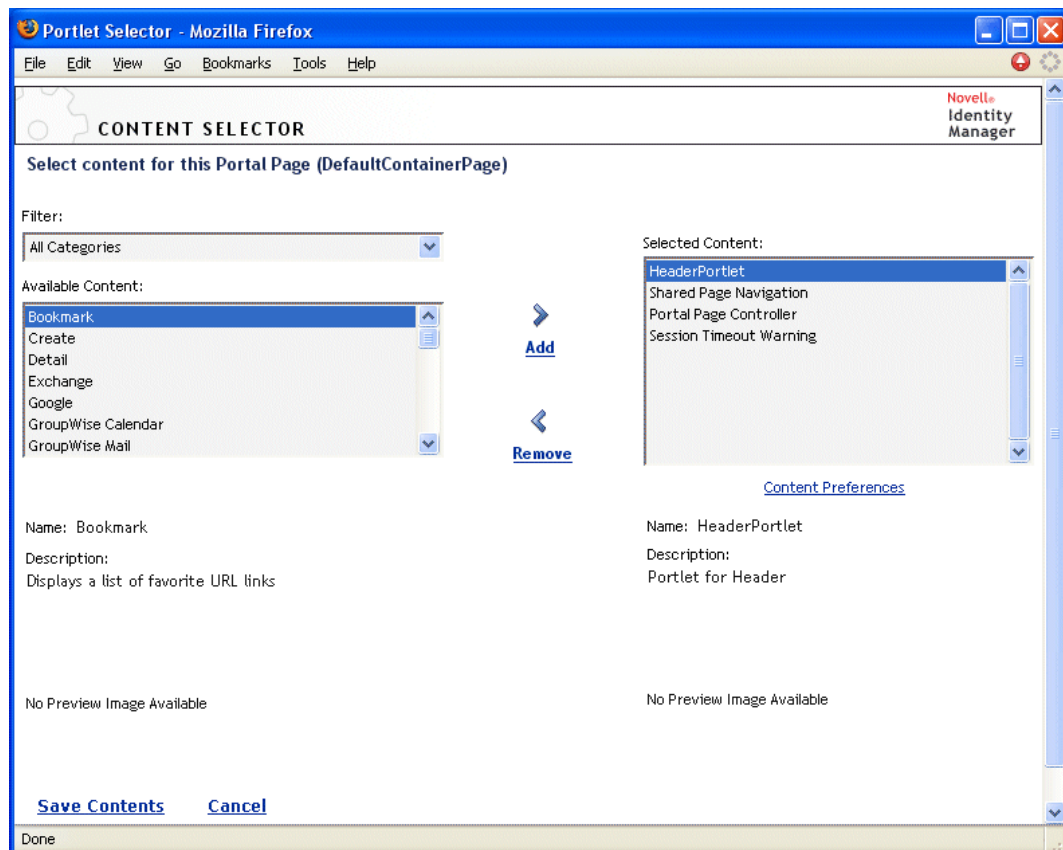 Portlet Selector - Mozilla Firefox
File Edit View Go Bookmarks Tools Help
Novell®
Identity
Manager
CONTENT SELECTOR
Select content for this Portal Page (DefaultContainerPage)
Filter:
All Categories
Available Content:
Bookmark
Create
Detail
Exchange
Google
GroupWise Calendar
GroupWise Mail
Add
Remove
Selected Content:
HeaderPortlet
Shared Page Navigation
Portal Page Controller
Session Timeout Warning
Content Preferences
Name: Bookmark
Description:
Displays a list of favorite URL links
No Preview Image Available
Name: HeaderPortlet
Description:
Portlet for Header
No Preview Image Available
Save Contents Cancel
Done